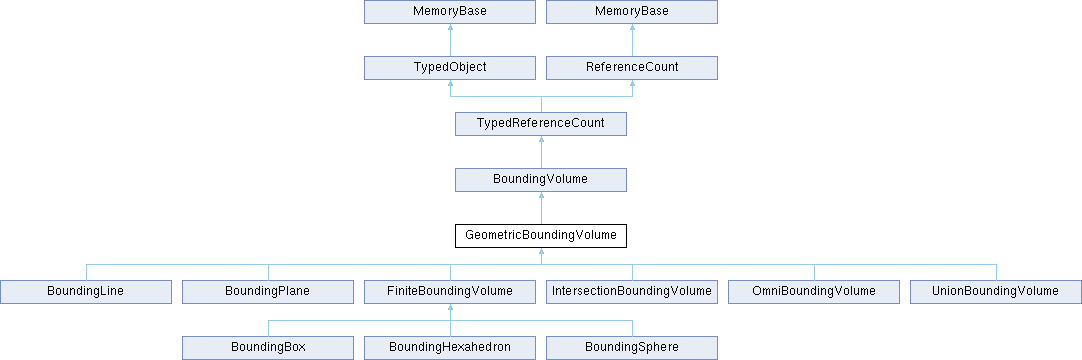 MemoryBase
MemoryBase
TypedObject
ReferenceCount
TypedReferenceCount
BoundingVolume
GeometricBoundingVolume
BoundingLine
BoundingPlane
FiniteBoundingVolume
IntersectionBoundingVolume
OmniBoundingVolume
UnionBoundingVolume
BoundingBox
BoundingHexahedron
BoundingSphere